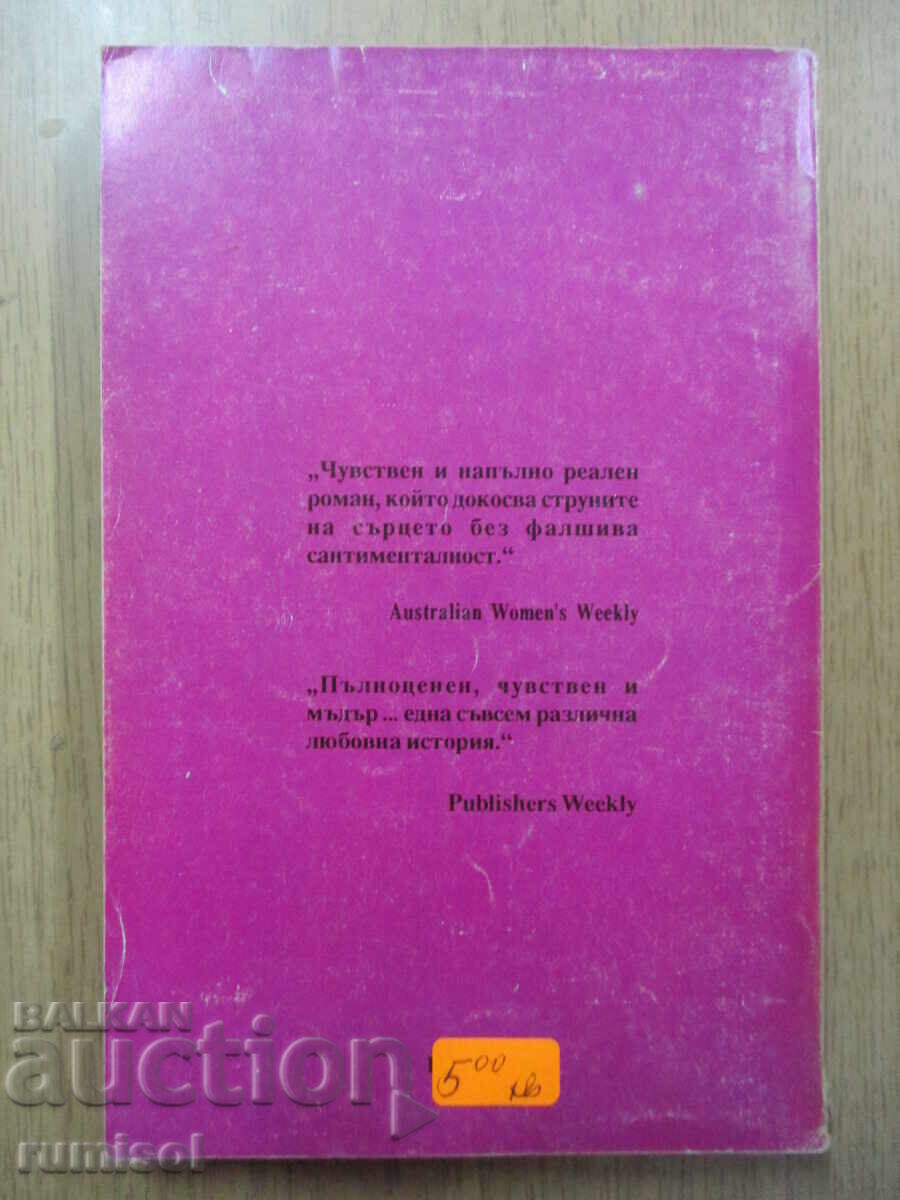 „Чувствен и напълно реален
роман, който докосва струните
на сърцето без фалшива
сантименталност.“
Australian Women's Weekly
„Пълноценен, чувствен и
мъдър ... една съвсем различна
любовна история.“
Publishers Weekly
5 00 лв
BALKAN
auction
rumisol